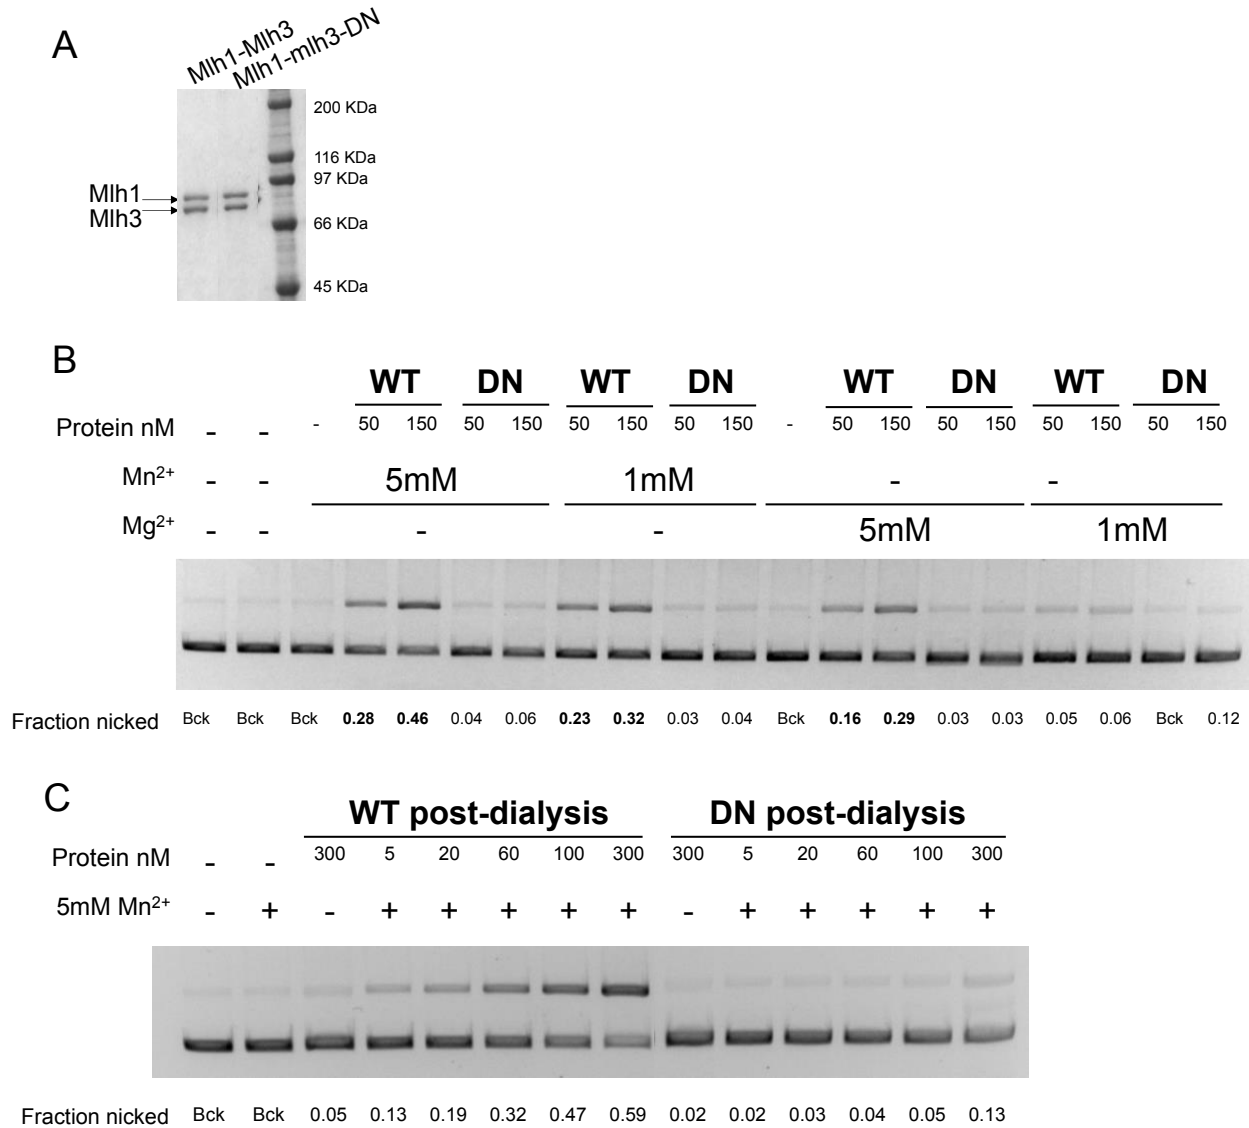 A
Mlh1-Mlh3
Mlh1-mlh3-DN
200 KDa
116 KDa
97 KDa
Mlh1
Mlh3
66 KDa
45 KDa
B
WT DN WT DN WT DN WT DN
Protein nM - - - 50 150 50 150 50 150 50 150 - 50 150 50 150 50 150 50 150
Mn2+ - - 5mM 1mM - -
Mg2+ - - - - 5mM 1mM
Fraction nicked Bck Bck Bck 0.28 0.46 0.04 0.06 0.23 0.32 0.03 0.04 Bck 0.16 0.29 0.03 0.03 0.05 0.06 Bck 0.12
C
WT post-dialysis DN post-dialysis
Protein nM - - 300 5 20 60 100 300 300 5 20 60 100 300
5mM Mn2+ - + - + + + + + - + + + + +
Fraction nicked Bck Bck 0.05 0.13 0.19 0.32 0.47 0.59 0.02 0.02 0.03 0.04 0.05 0.13